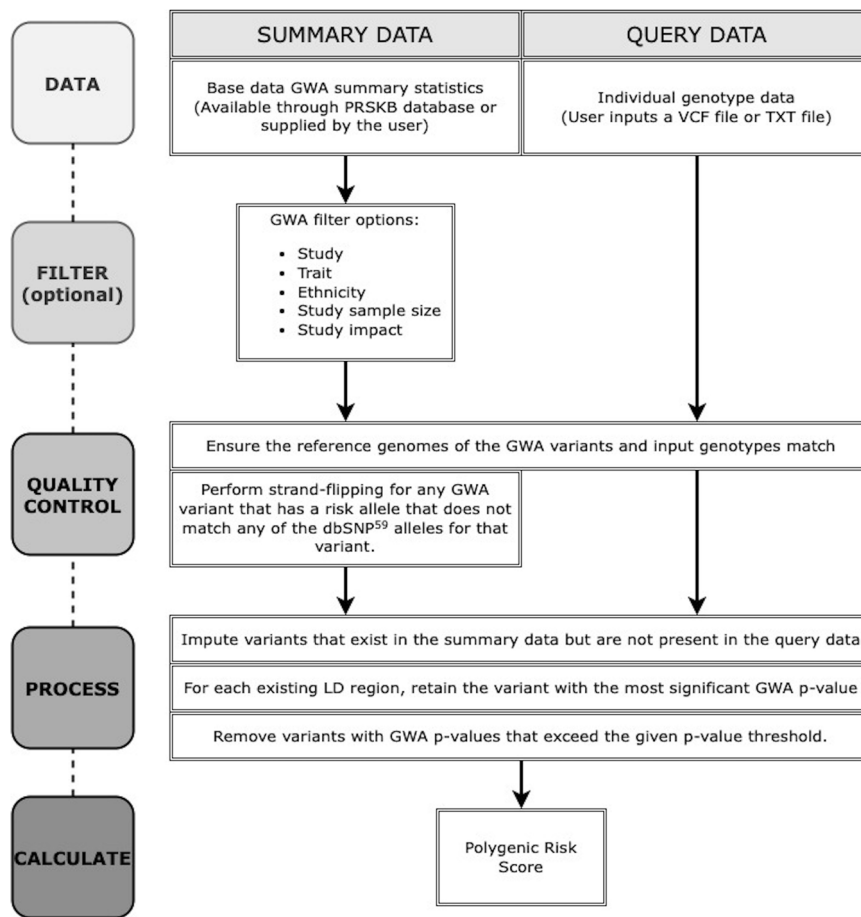 SUMMARY DATA
QUERY DATA
DATA
Base data GWA summary statistics
(Available through PRSKB database or
supplied by the user)
Individual genotype data
(User inputs a VCF file or TXT file)
FILTER
(optional)
GWA filter options:
• Study
• Trait
• Ethnicity
• Study sample size
• Study impact
QUALITY
CONTROL
Ensure the reference genomes of the GWA variants and input genotypes match
Perform strand-flipping for any GWA
variant that has a risk allele that does not
match any of the dbSNP⁵⁹ alleles for that
variant.
PROCESS
Impute variants that exist in the summary data but are not present in the query data
For each existing LD region, retain the variant with the most significant GWA p-value
Remove variants with GWA p-values that exceed the given p-value threshold.
CALCULATE
Polygenic Risk
Score